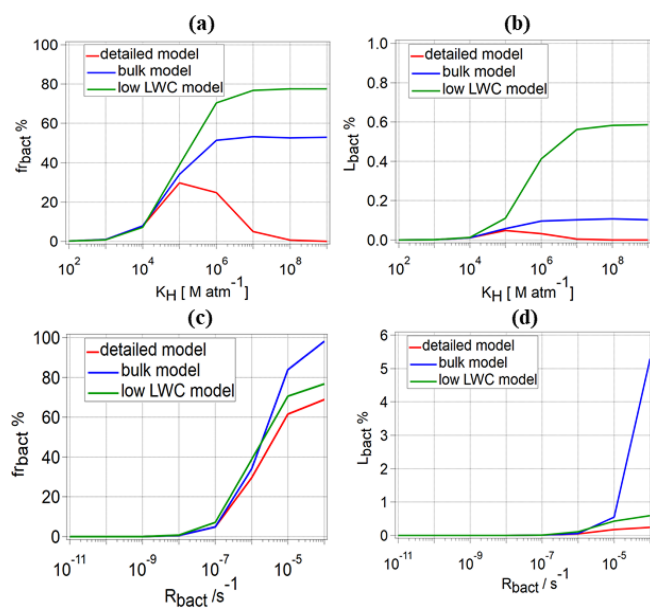 (a)
100
80
60
40
20
0
fr_bact %
detailed model
bulk model
low LWC model
10^2
10^4
10^6
10^8
K_H [ M atm^-1]
(b)
1.0
0.8
0.6
0.4
0.2
0.0
L_bact %
detailed model
bulk model
low LWC model
10^2
10^4
10^6
10^8
K_H [ M atm^-1]
(c)
100
80
60
40
20
0
fr_bact %
detailed model
bulk model
low LWC model
10^-11
10^-9
10^-7
10^-5
R_bact /s^-1
(d)
6
5
4
3
2
1
0
L_bact %
detailed model
bulk model
low LWC model
10^-11
10^-9
10^-7
10^-5
R_bact /s^-1